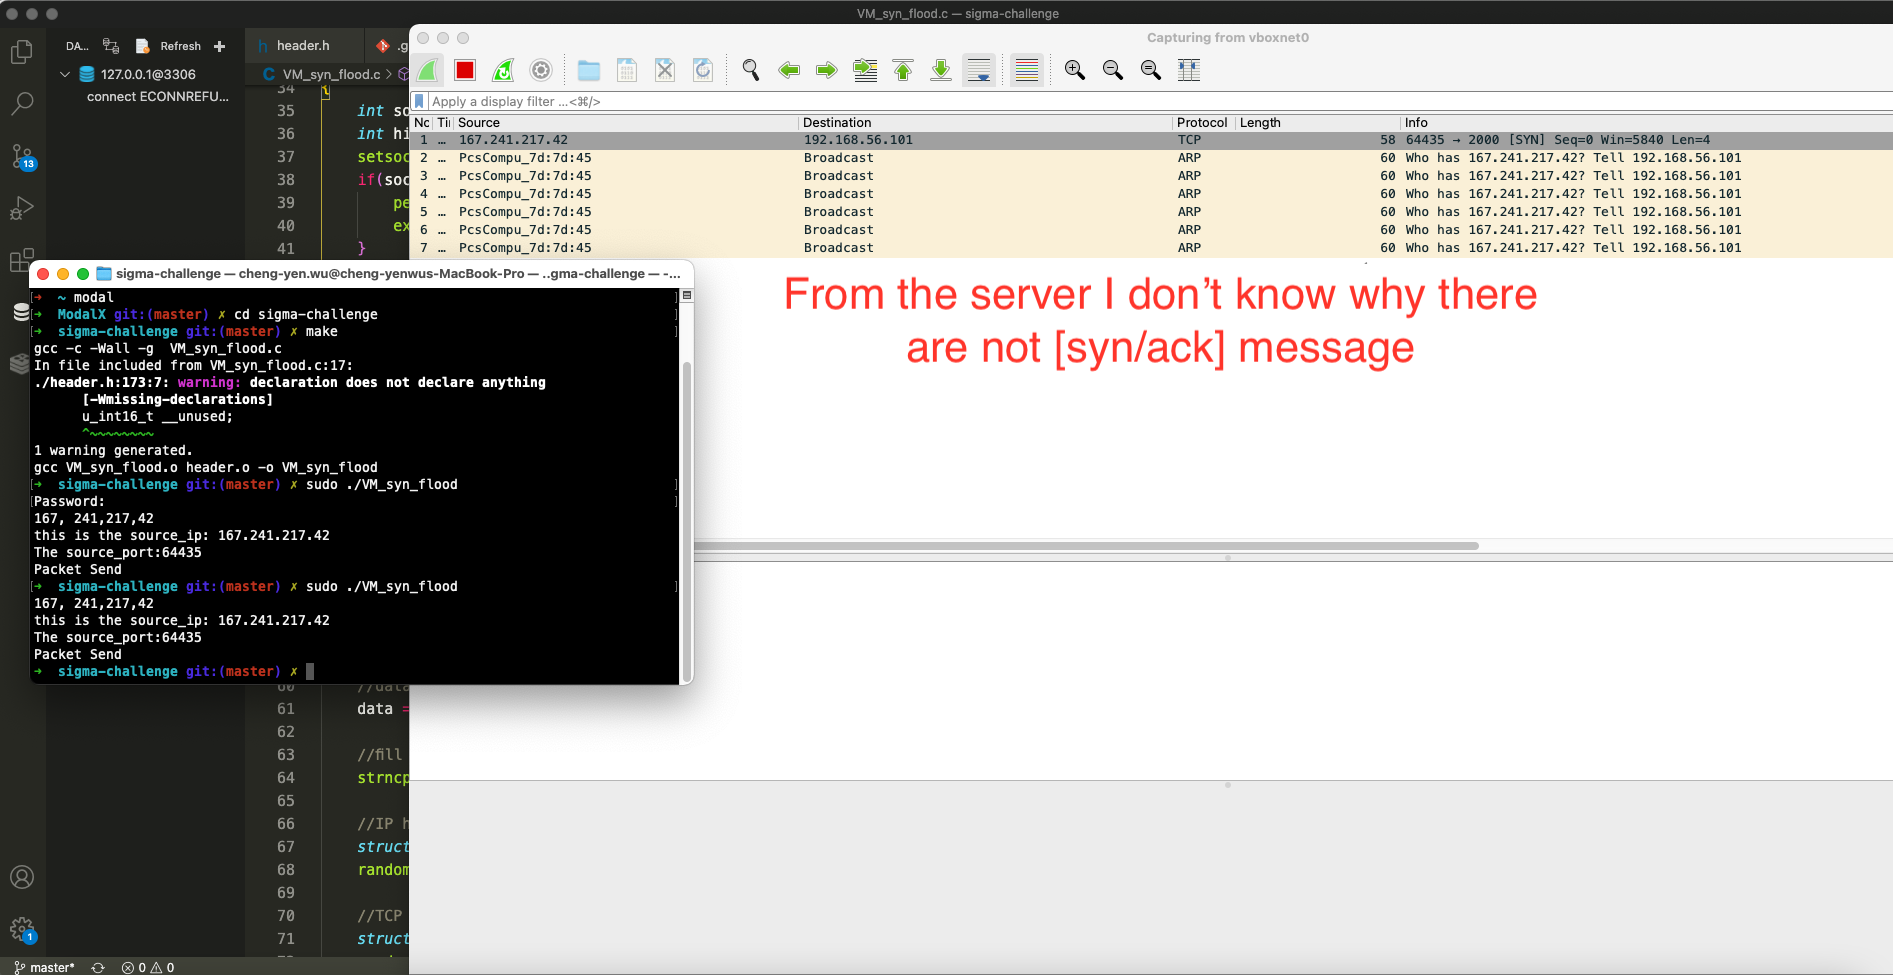 VM_syn_flood.c — sigma-challenge
DA...
Refresh
127.0.0.1@3306
connect ECONNREFU...
13
header.h
.g
VM_syn_flood.c
34 {
35 int so
36 int hi
37 setsoc
38 if(soc
39 pe
40 ex
41 }
Capturing from vboxnet0
Apply a display filter ...<⌘/>
Nc Ti Source Destination Protocol Length Info
1 ... 167.241.217.42 192.168.56.101 TCP 58 64435 → 2000 [SYN] Seq=0 Win=5840 Len=4
2 ... PcsCompu_7d:7d:45 Broadcast ARP 60 Who has 167.241.217.42? Tell 192.168.56.101
3 ... PcsCompu_7d:7d:45 Broadcast ARP 60 Who has 167.241.217.42? Tell 192.168.56.101
4 ... PcsCompu_7d:7d:45 Broadcast ARP 60 Who has 167.241.217.42? Tell 192.168.56.101
5 ... PcsCompu_7d:7d:45 Broadcast ARP 60 Who has 167.241.217.42? Tell 192.168.56.101
6 ... PcsCompu_7d:7d:45 Broadcast ARP 60 Who has 167.241.217.42? Tell 192.168.56.101
7 ... PcsCompu_7d:7d:45 Broadcast ARP 60 Who has 167.241.217.42? Tell 192.168.56.101
From the server I don't know why there
are not [syn/ack] message
sigma-challenge — cheng-yen.wu@cheng-yenwus-MacBook-Pro — ..gma-challenge — -...
[→ ~ modal ]
[→ ModalX git:(master) ✗ cd sigma-challenge ]
[→ sigma-challenge git:(master) ✗ make ]
gcc -c -Wall -g  VM_syn_flood.c
In file included from VM_syn_flood.c:17:
./header.h:173:7: warning: declaration does not declare anything
[-Wmissing-declarations]
u_int16_t __unused;
^~~~~~~~~
1 warning generated.
gcc VM_syn_flood.o header.o -o VM_syn_flood
[→ sigma-challenge git:(master) ✗ sudo ./VM_syn_flood ]
[Password: ]
167, 241,217,42
this is the source_ip: 167.241.217.42
The source_port:64435
Packet Send
[→ sigma-challenge git:(master) ✗ sudo ./VM_syn_flood ]
167, 241,217,42
this is the source_ip: 167.241.217.42
The source_port:64435
Packet Send
→ sigma-challenge git:(master) ✗
60 //data
61 data =
62
63 //fill
64 strncp
65
66 //IP h
67 struct
68 random
69
70 //TCP
71 struct
1
master*
0 0